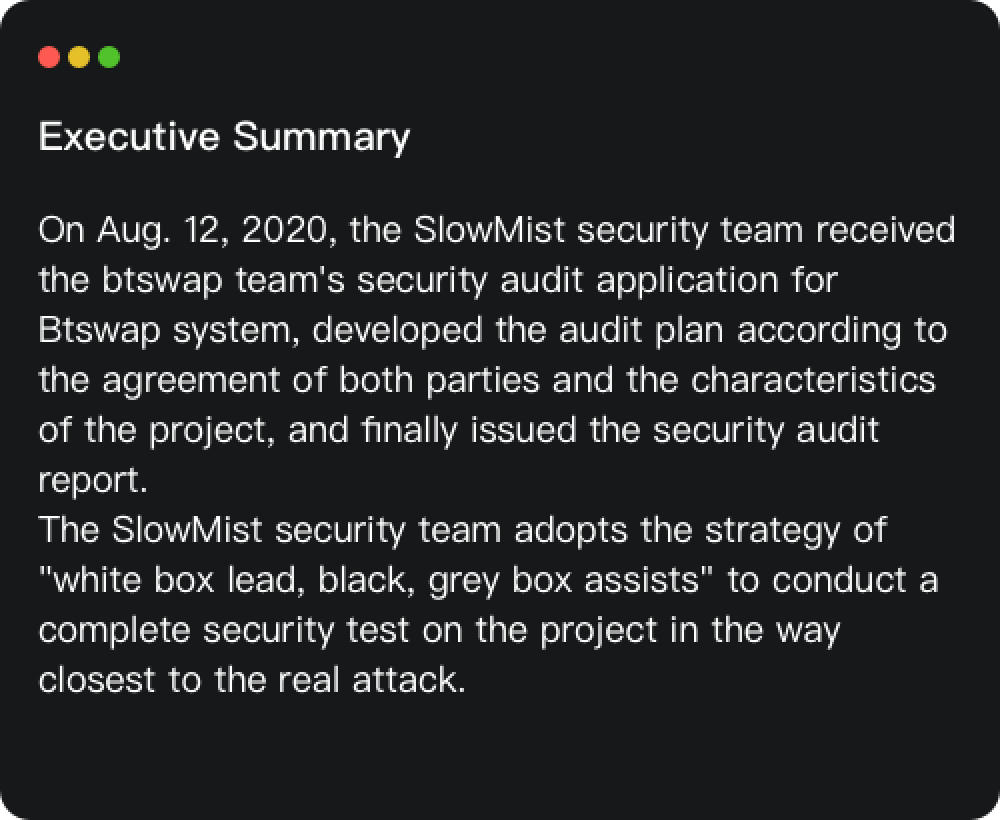 Executive Summary
On Aug. 12, 2020, the SlowMist security team received
the btswap team's security audit application for
Btswap system, developed the audit plan according to
the agreement of both parties and the characteristics
of the project, and finally issued the security audit
report.
The SlowMist security team adopts the strategy of
"white box lead, black, grey box assists" to conduct a
complete security test on the project in the way
closest to the real attack.